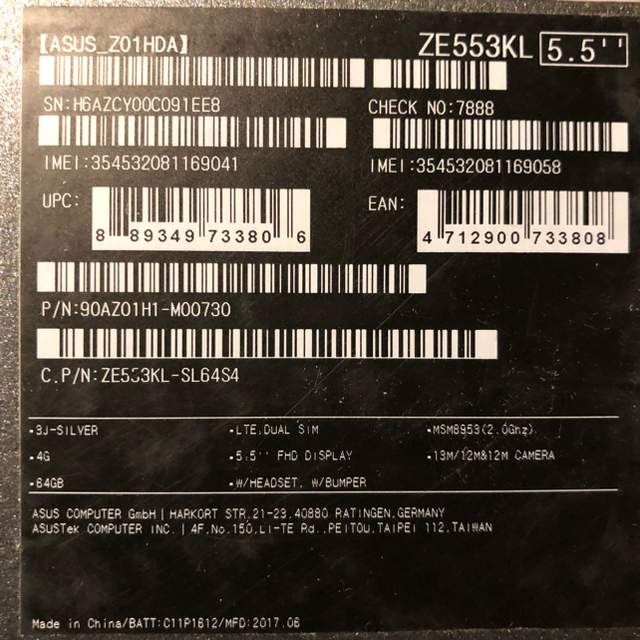 【ASUS_Z01HDA】 ZE553KL 5.5''
SN:H6AZCY00C091EE8 CHECK NO:7888
IMEI:354532081169041 IMEI:354532081169058
UPC: 8 89349 73380 6 EAN: 4 712900 733808
P/N:90AZ01H1-M00730
C.P/N:ZE553KL-SL64S4
•3J-SILVER •LTE,DUAL SIM •MSM8953(2.0Ghz)
•4G •5.5'' FHD DISPLAY •13M/12M&12M CAMERA
•64GB •W/HEADSET, W/BUMPER
ASUS COMPUTER GmbH | HARKORT STR.21-23,40880 RATINGEN,GERMANY
ASUSTek COMPUTER INC. | 4F,No.150,Li-TE Rd.,PEITOU,TAIPEI 112,TAIWAN
Made in China/BATT:C11P1612/MFD:2017.06